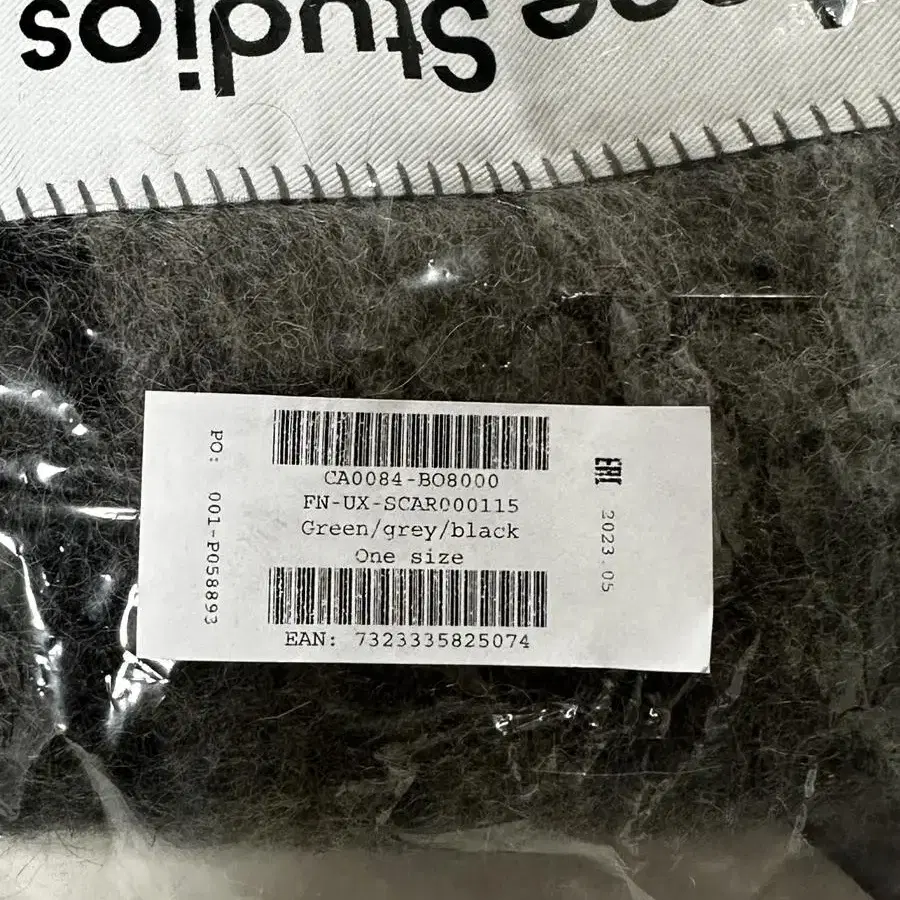 Studios
CA0084-BO8000
FN-UX-SCAR000115
Green/grey/black
One size
EAN: 7323335825074
PO: 001-P058893
EAC 2023.05